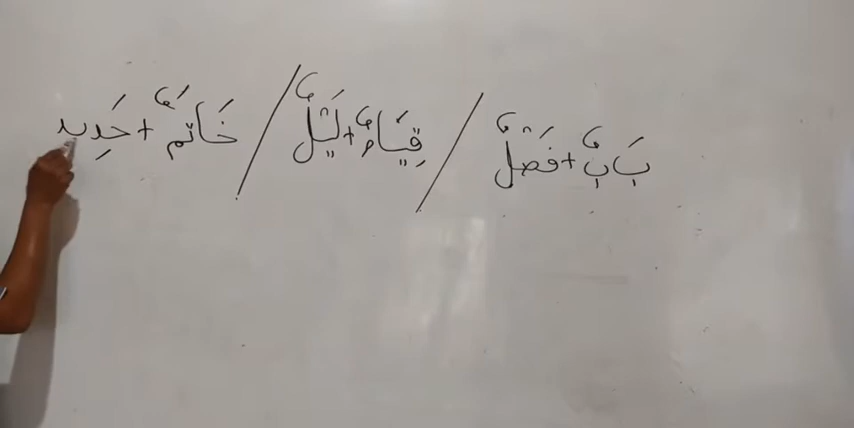 بَابٌ + فَصْلٌ / قِيَامٌ + لَيْلٌ / خَاتَمٌ + حَدِيد